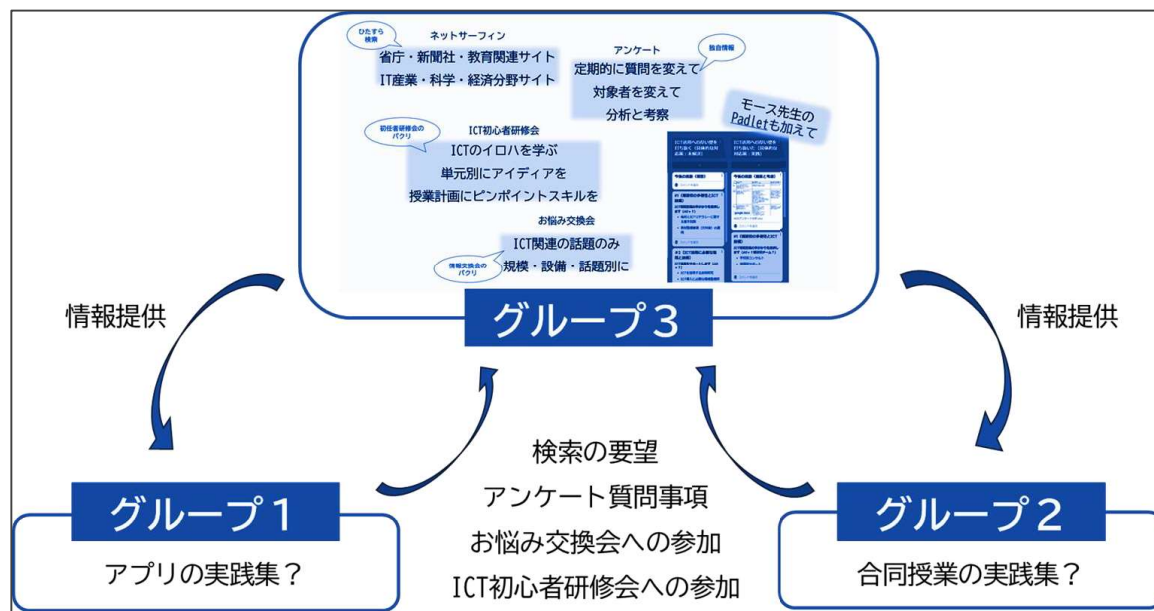 ひたすら
検索
ネットサーフィン
省庁・新聞社・教育関連サイト
IT産業・科学・経済分野サイト
アンケート
独自情報
定期的に質問を変えて
対象者を変えて
分析と考察
モース先生の
Padletも加えて
初任者研修会の
パクリ
ICT初心者研修会
ICTのイロハを学ぶ
単元別にアイディアを
授業計画にピンポイントスキルを
お悩み交換会
ICT関連の話題のみ
規模・設備・話題別に
情報交換会の
パクリ
グループ3
情報提供
情報提供
検索の要望
アンケート質問事項
お悩み交換会への参加
ICT初心者研修会への参加
グループ1
アプリの実践集？
グループ2
合同授業の実践集？